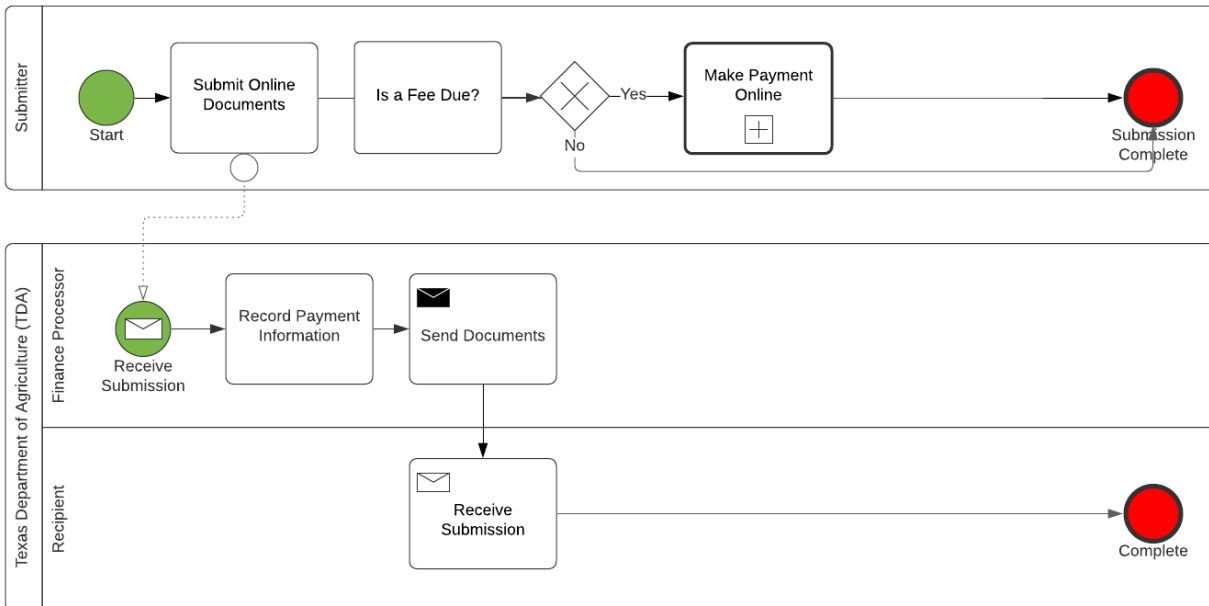 Submitter
Start
Submit Online
Documents
Is a Fee Due?
Yes
No
Make Payment
Online
Submission
Complete
Texas Department of Agriculture (TDA)
Finance Processor
Receive
Submission
Record Payment
Information
Send Documents
Recipient
Receive
Submission
Complete